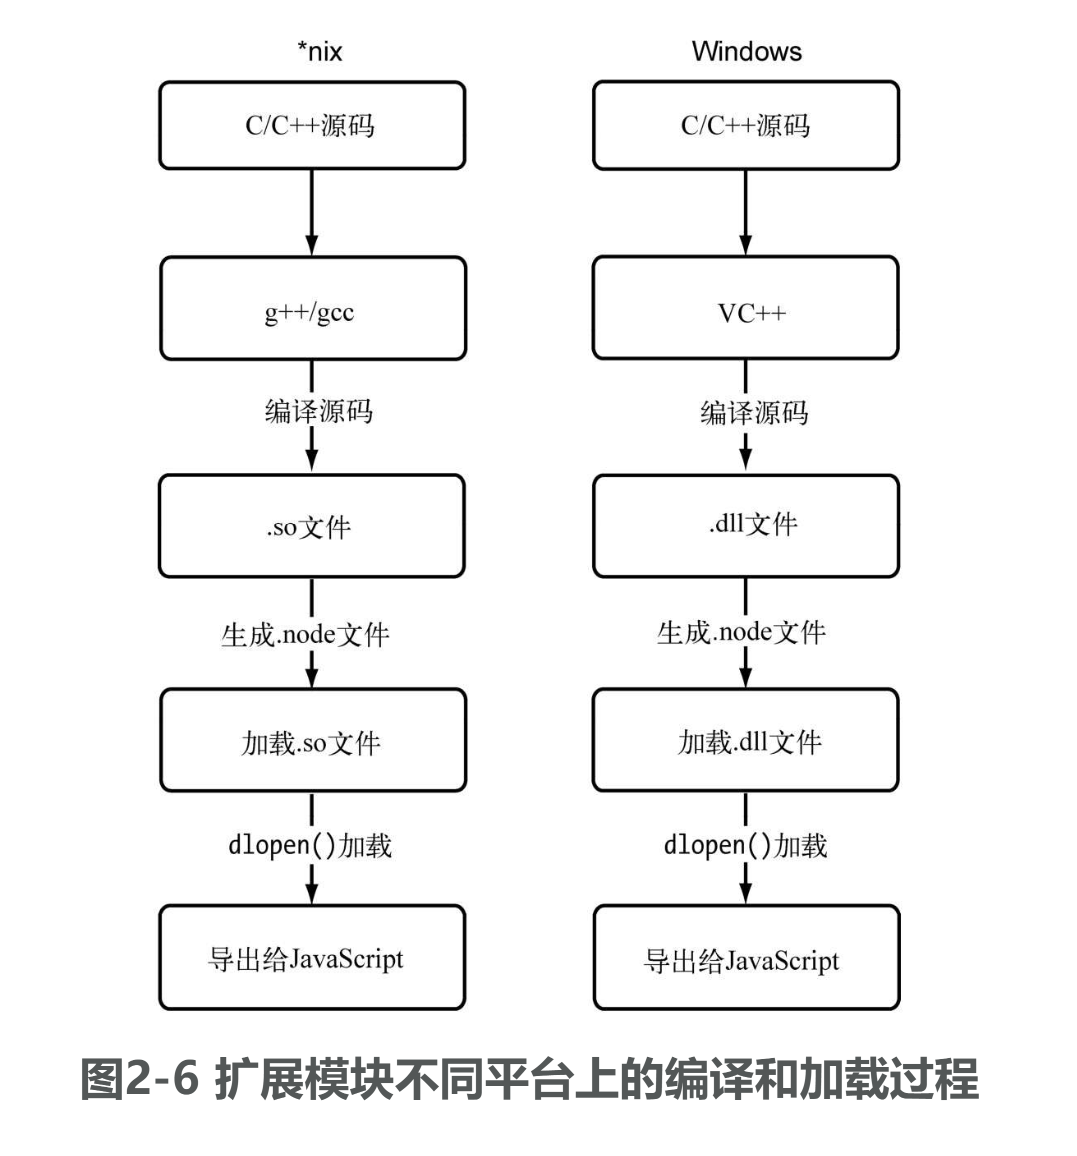 *nix
Windows
C/C++源码
C/C++源码
g++/gcc
VC++
编译源码
编译源码
.so文件
.dll文件
生成.node文件
生成.node文件
加载.so文件
加载.dll文件
dlopen()加载
dlopen()加载
导出给JavaScript
导出给JavaScript
图2-6 扩展模块不同平台上的编译和加载过程